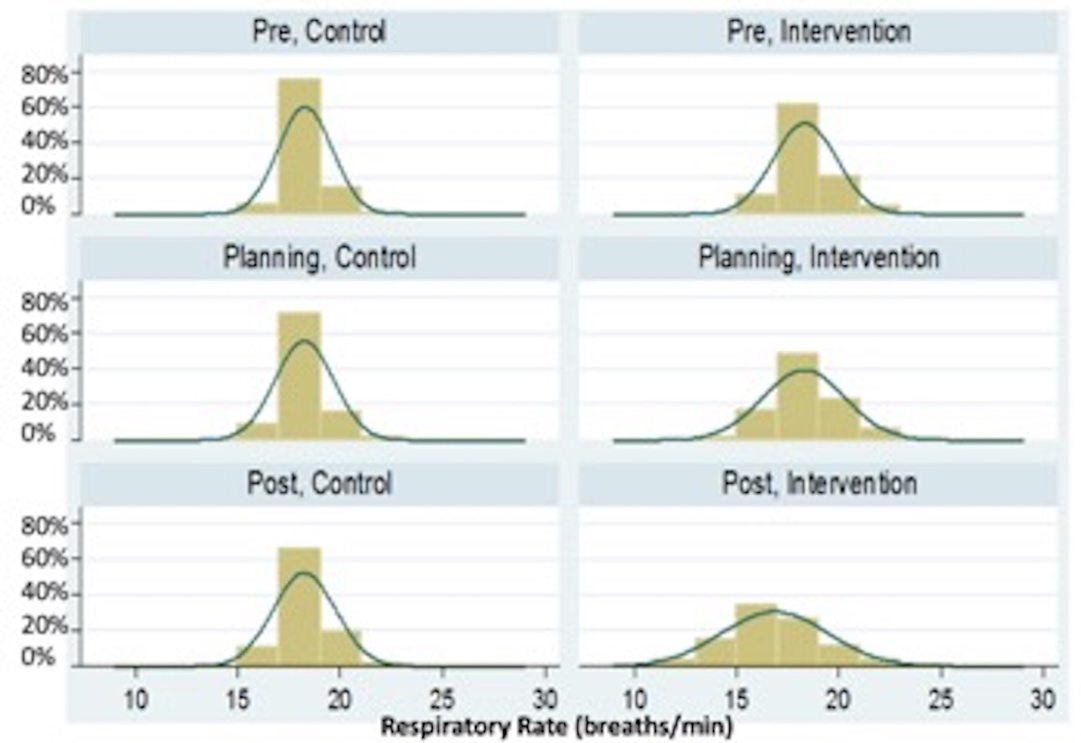 Pre, Control
Pre, Intervention
80%
60%
40%
20%
0%
Planning, Control
Planning, Intervention
80%
60%
40%
20%
0%
Post, Control
Post, Intervention
80%
60%
40%
20%
0%
10 15 20 25 30
10 15 20 25 30
Respiratory Rate (breaths/min)